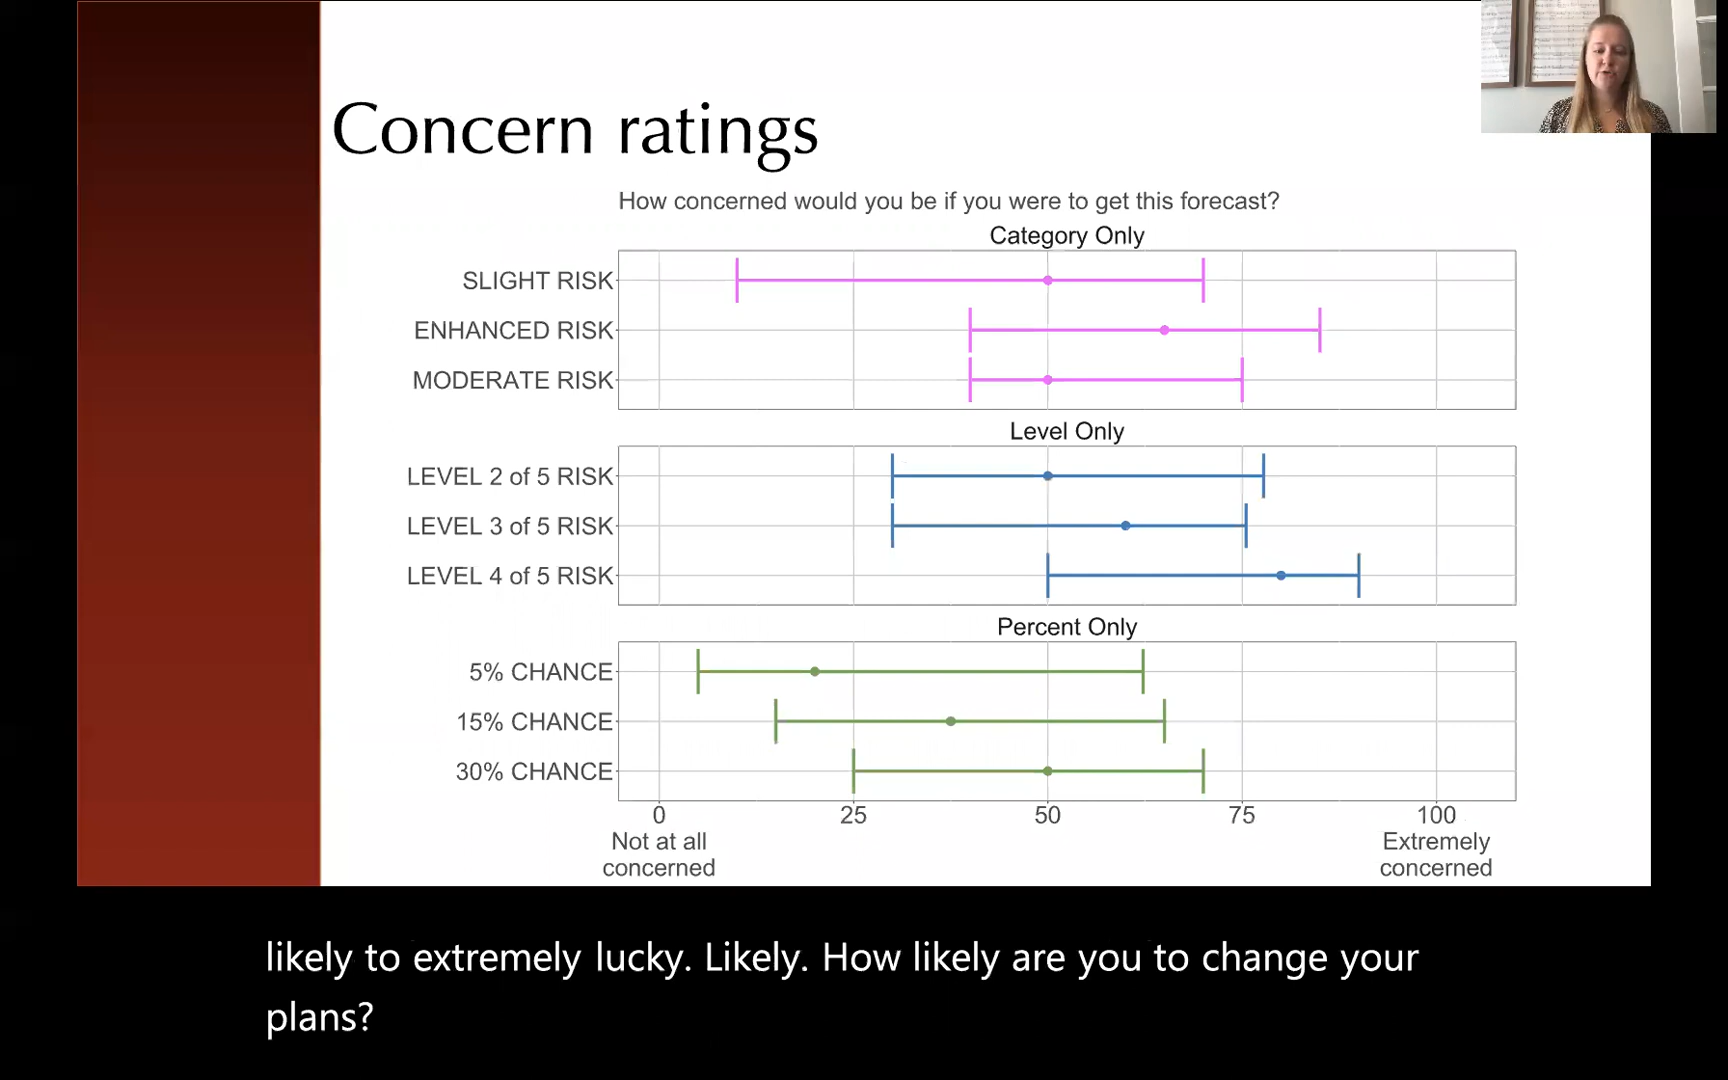 Concern ratings
How concerned would you be if you were to get this forecast?
Category Only
SLIGHT RISK
ENHANCED RISK
MODERATE RISK
Level Only
LEVEL 2 of 5 RISK
LEVEL 3 of 5 RISK
LEVEL 4 of 5 RISK
Percent Only
5% CHANCE
15% CHANCE
30% CHANCE
0 25 50 75 100
Not at all Extremely
concerned concerned
likely to extremely lucky. Likely. How likely are you to change your
plans?